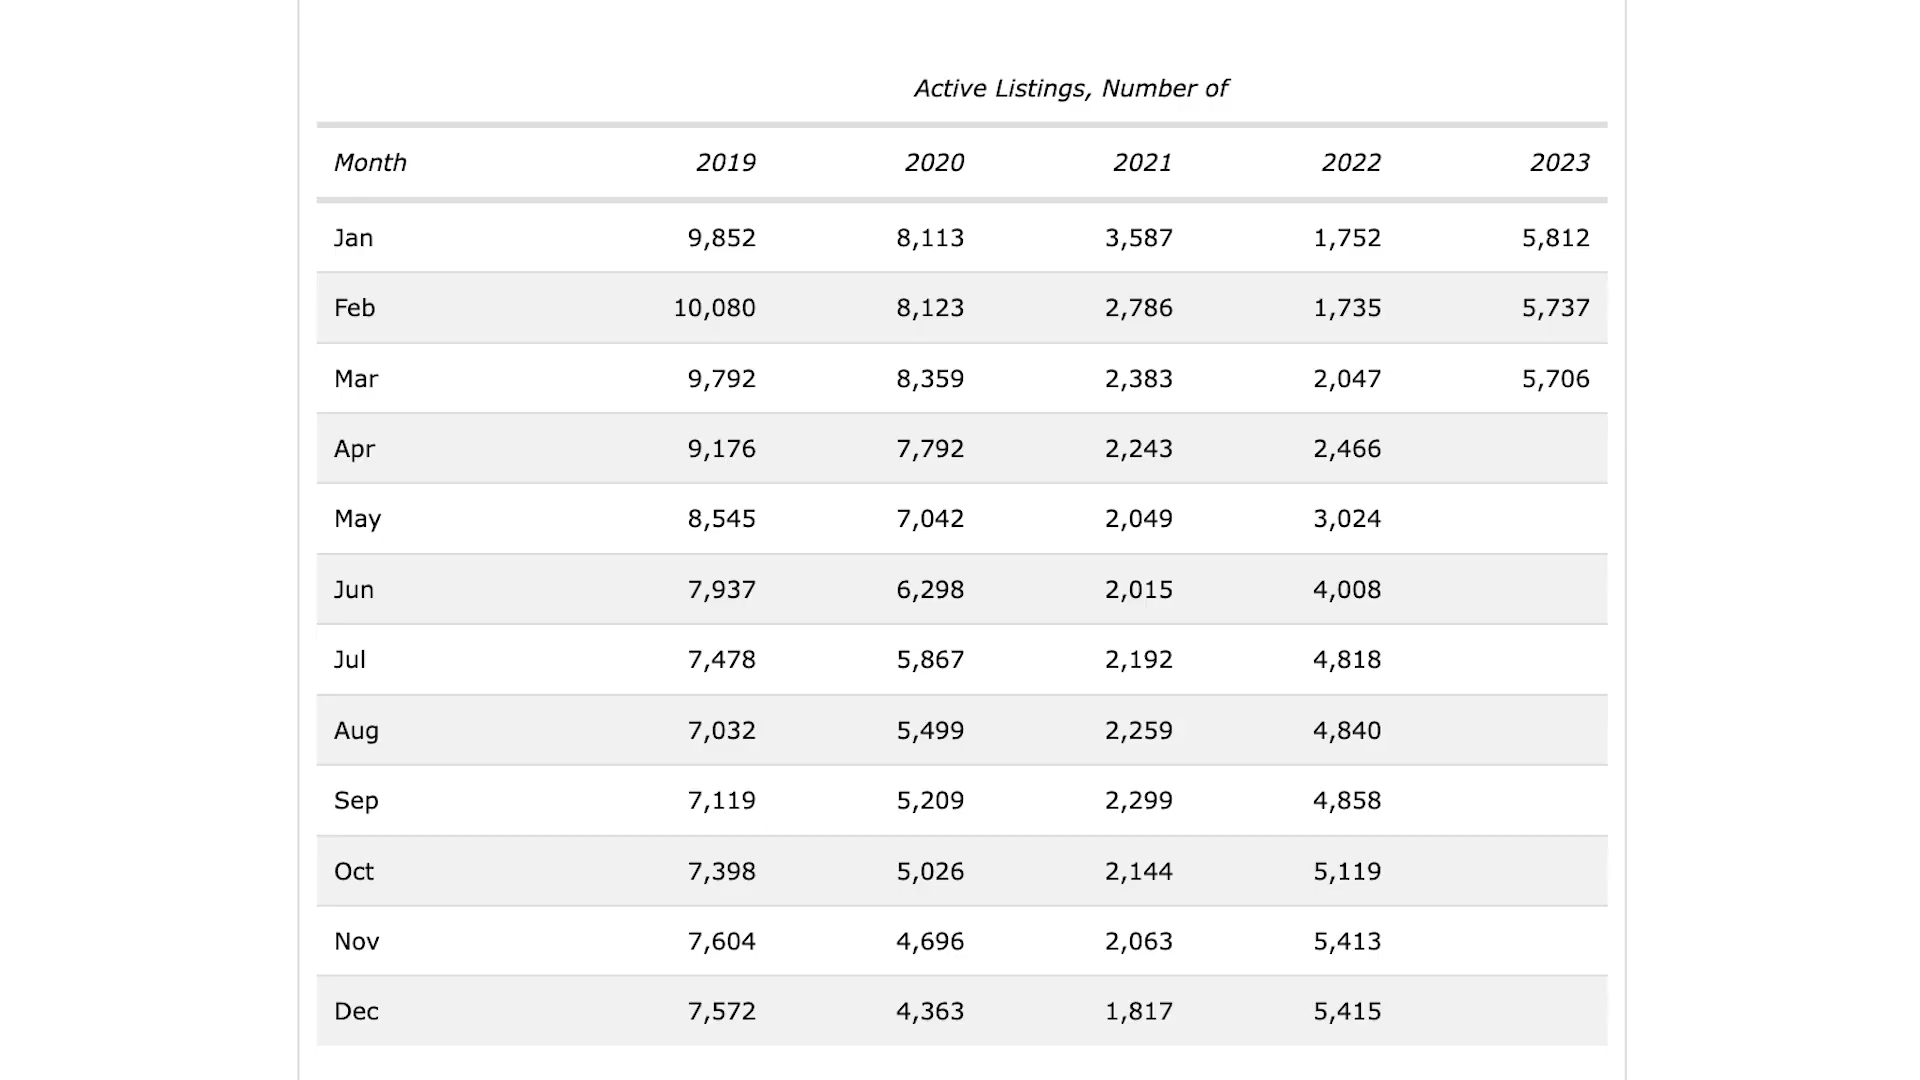 Active Listings, Number of
Month 2019 2020 2021 2022 2023
Jan 9,852 8,113 3,587 1,752 5,812
Feb 10,080 8,123 2,786 1,735 5,737
Mar 9,792 8,359 2,383 2,047 5,706
Apr 9,176 7,792 2,243 2,466
May 8,545 7,042 2,049 3,024
Jun 7,937 6,298 2,015 4,008
Jul 7,478 5,867 2,192 4,818
Aug 7,032 5,499 2,259 4,840
Sep 7,119 5,209 2,299 4,858
Oct 7,398 5,026 2,144 5,119
Nov 7,604 4,696 2,063 5,413
Dec 7,572 4,363 1,817 5,415